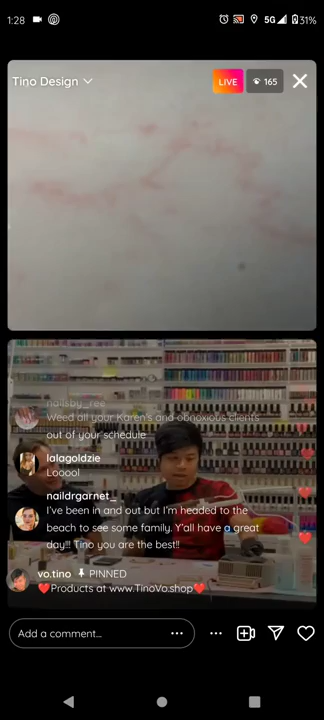 1:28
5G
31%
Tino Design
LIVE
165
nailsby_ree
Weed all your Karen's and obnoxious clients
out of your schedule
lalagoldzie
Looool
naildrgarnet_
I've been in and out but I'm headed to the
beach to see some family. Y'all have a great
day!!! Tino you are the best!!
vo.tino PINNED
❤️Products at www.TinoVo.shop❤️
Add a comment...